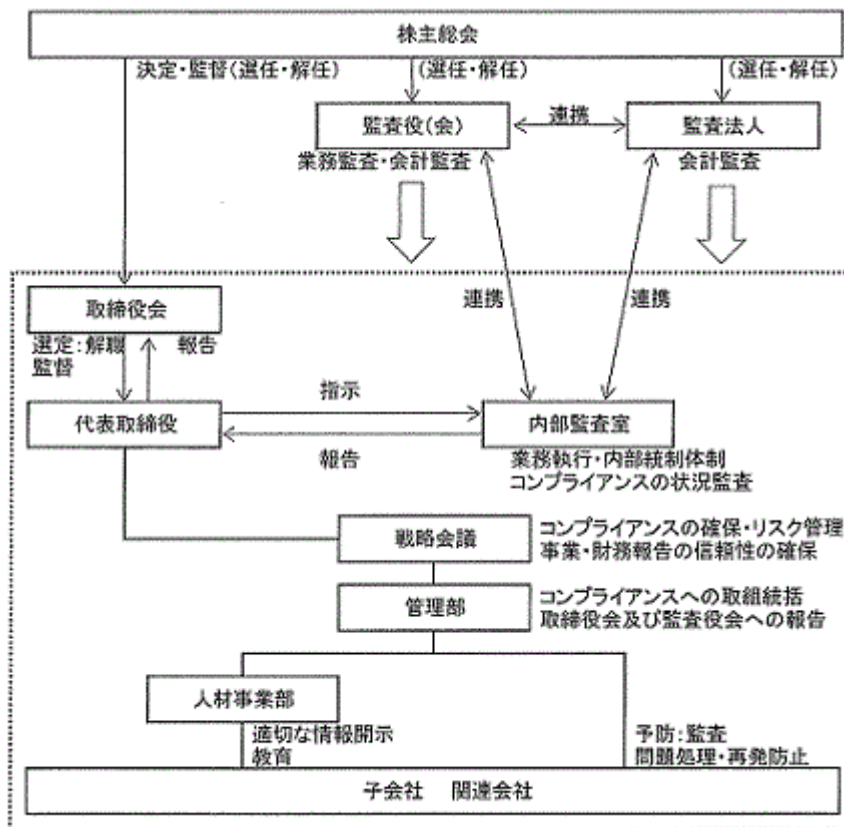 株主総会
決定・監督(選任・解任)
(選任・解任)
(選任・解任)
監査役(会)
連携
監査法人
業務監査・会計監査
会計監査
連携
連携
取締役会
選定:解職
監督
報告
代表取締役
指示
報告
内部監査室
業務執行・内部統制体制
コンプライアンスの状況監査
戦略会議
コンプライアンスの確保・リスク管理
事業・財務報告の信頼性の確保
管理部
コンプライアンスへの取組統括
取締役会及び監査役会への報告
人材事業部
適切な情報開示
教育
予防:監査
問題処理・再発防止
子会社 関連会社